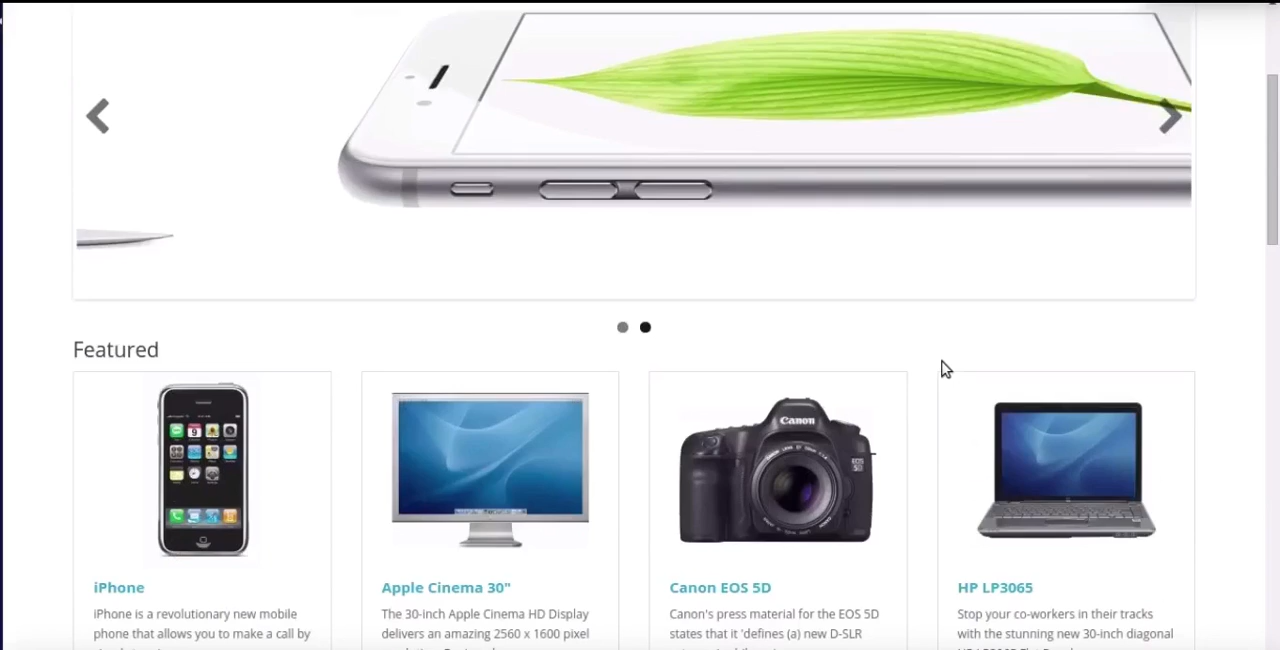 Featured
Canon
EOS
5D
iPhone
Apple Cinema 30"
Canon EOS 5D
HP LP3065
iPhone is a revolutionary new mobile
phone that allows you to make a call by
The 30-inch Apple Cinema HD Display
delivers an amazing 2560 x 1600 pixel
Canon's press material for the EOS 5D
states that it 'defines (a) new D-SLR
Stop your co-workers in their tracks
with the stunning new 30-inch diagonal